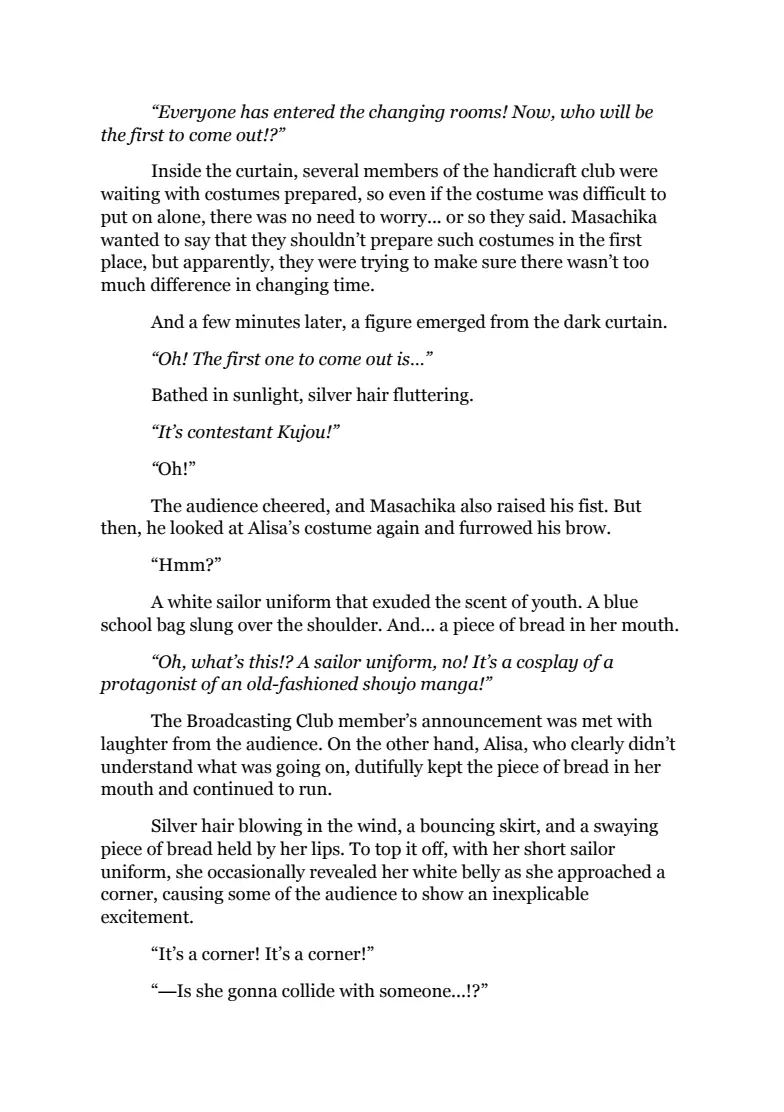 “Everyone has entered the changing rooms! Now, who will be
the first to come out!?”
Inside the curtain, several members of the handicraft club were
waiting with costumes prepared, so even if the costume was difficult to
put on alone, there was no need to worry... or so they said. Masachika
wanted to say that they shouldn’t prepare such costumes in the first
place, but apparently, they were trying to make sure there wasn’t too
much difference in changing time.
And a few minutes later, a figure emerged from the dark curtain.
“Oh! The first one to come out is...”
Bathed in sunlight, silver hair fluttering.
“It’s contestant Kujou!”
“Oh!”
The audience cheered, and Masachika also raised his fist. But
then, he looked at Alisa’s costume again and furrowed his brow.
“Hmm?”
A white sailor uniform that exuded the scent of youth. A blue
school bag slung over the shoulder. And... a piece of bread in her mouth.
“Oh, what’s this!? A sailor uniform, no! It’s a cosplay of a
protagonist of an old-fashioned shoujo manga!”
The Broadcasting Club member’s announcement was met with
laughter from the audience. On the other hand, Alisa, who clearly didn’t
understand what was going on, dutifully kept the piece of bread in her
mouth and continued to run.
Silver hair blowing in the wind, a bouncing skirt, and a swaying
piece of bread held by her lips. To top it off, with her short sailor
uniform, she occasionally revealed her white belly as she approached a
corner, causing some of the audience to show an inexplicable
excitement.
“It’s a corner! It’s a corner!”
“—Is she gonna collide with someone...!?”